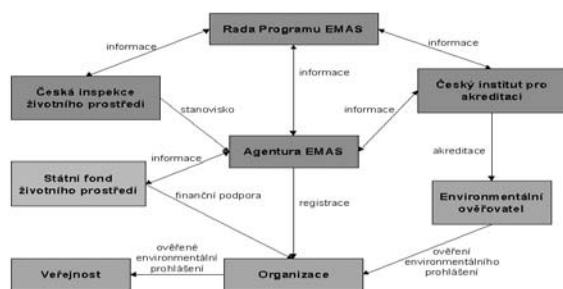 Rada Programu EMAS
informace
informace
informace
Česká inspekce
životního prostředí
Český institut pro
akreditaci
stanovisko
informace
Agentura EMAS
informace
akreditace
Státní fond
životního prostředí
finanční podpora
registrace
Environmentální
ověřovatel
ověřené
environmentální
prohlášení
ověření
environmentálního
prohlášení
Veřejnost
Organizace